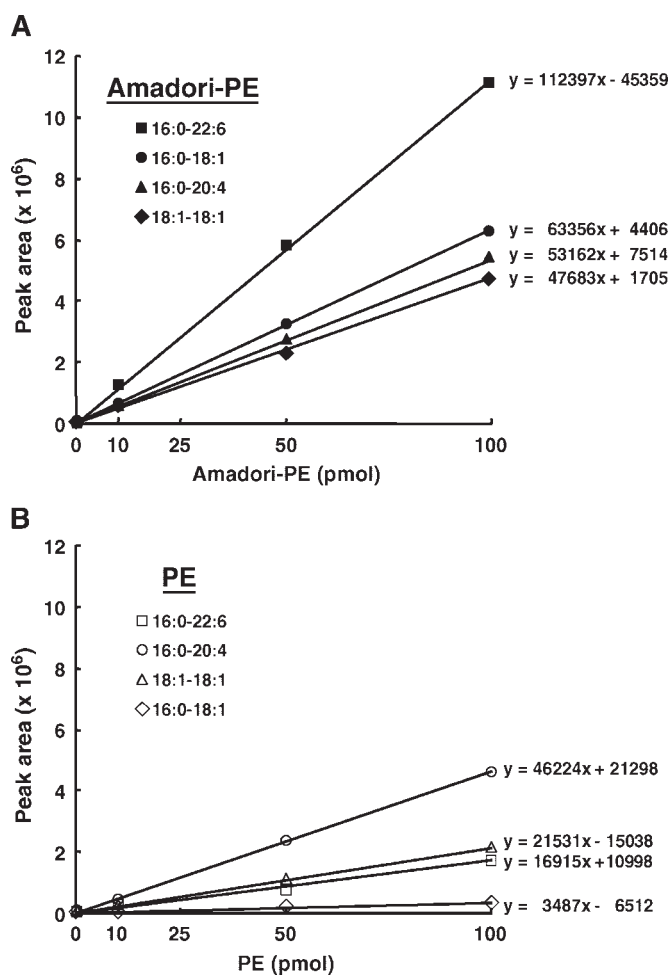 A
12
10
8
6
4
2
0
Peak area (x 10⁶)
Amadori-PE
16:0-22:6
16:0-18:1
16:0-20:4
18:1-18:1
y = 112397x - 45359
y = 63356x + 4406
y = 53162x + 7514
y = 47683x + 1705
0 10 25 50 100
Amadori-PE (pmol)
B
12
10
8
6
4
2
0
Peak area (x 10⁶)
PE
16:0-22:6
16:0-20:4
18:1-18:1
16:0-18:1
y = 46224x + 21298
y = 21531x - 15038
y = 16915x + 10998
y = 3487x - 6512
0 10 25 50 100
PE (pmol)